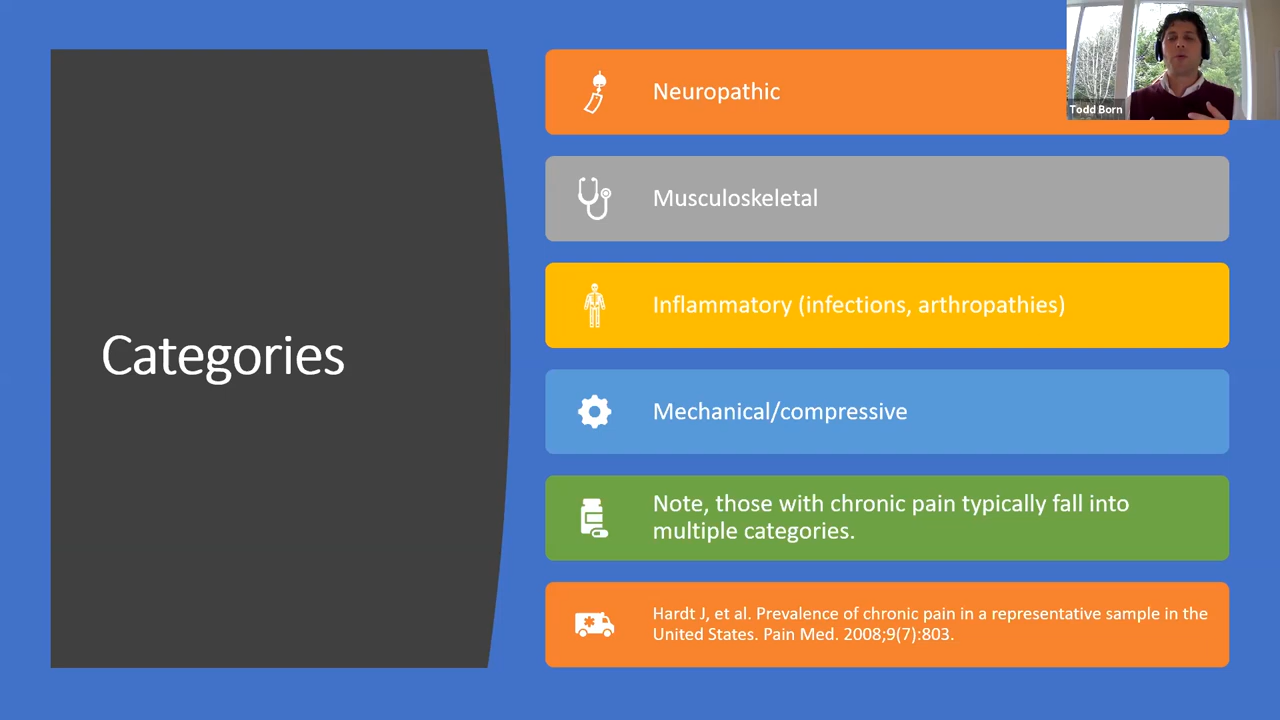 Categories
Neuropathic
Todd Born
Musculoskeletal
Inflammatory (infections, arthropathies)
Mechanical/compressive
Note, those with chronic pain typically fall into
multiple categories.
Hardt J, et al. Prevalence of chronic pain in a representative sample in the
United States. Pain Med. 2008;9(7):803.